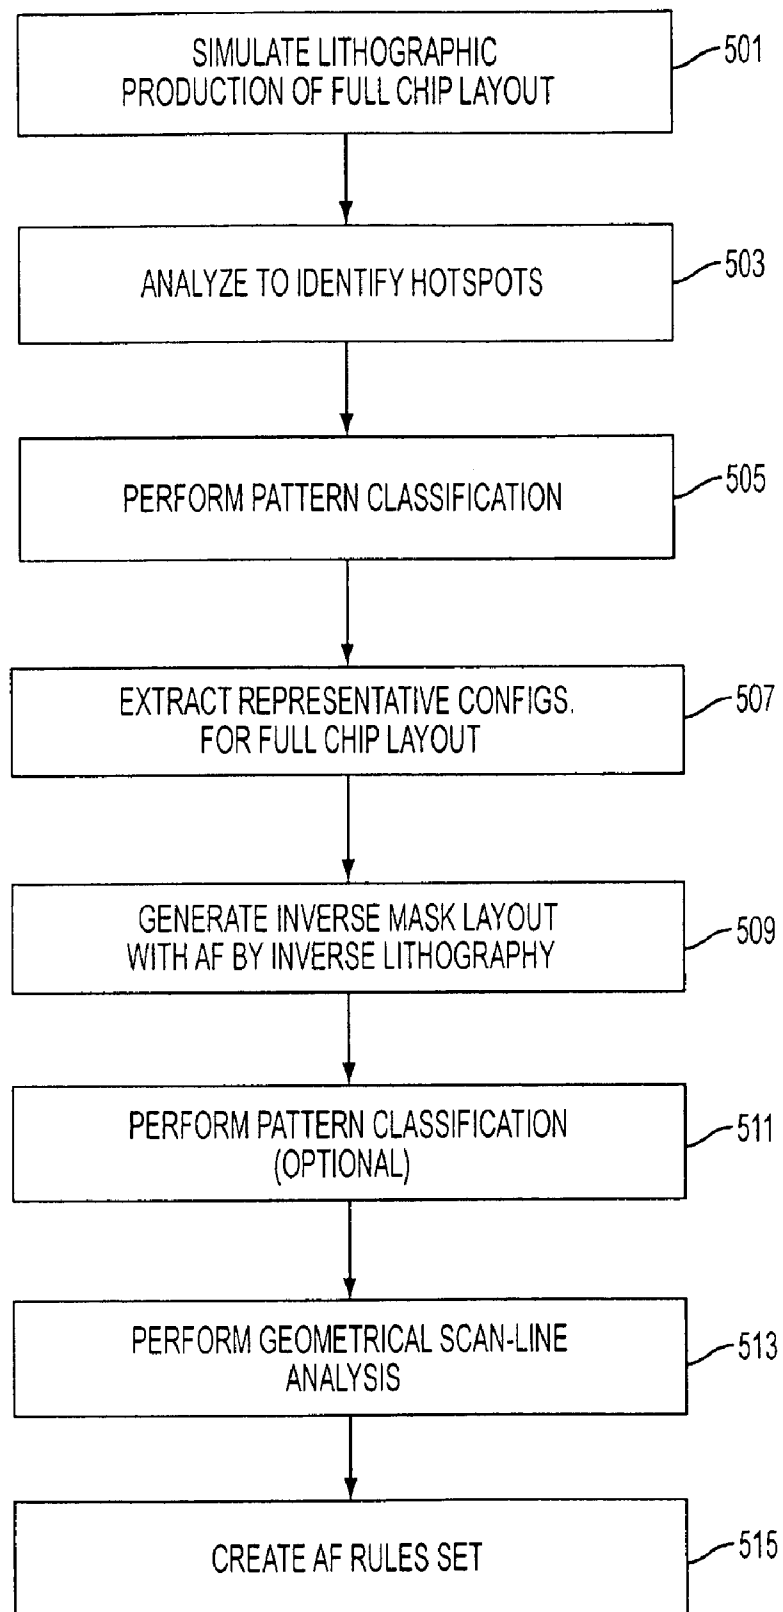 SIMULATE LITHOGRAPHIC
PRODUCTION OF FULL CHIP LAYOUT
501
ANALYZE TO IDENTIFY HOTSPOTS
503
PERFORM PATTERN CLASSIFICATION
505
EXTRACT REPRESENTATIVE CONFIGS.
FOR FULL CHIP LAYOUT
507
GENERATE INVERSE MASK LAYOUT
WITH AF BY INVERSE LITHOGRAPHY
509
PERFORM PATTERN CLASSIFICATION
(OPTIONAL)
511
PERFORM GEOMETRICAL SCAN-LINE
ANALYSIS
513
CREATE AF RULES SET
515